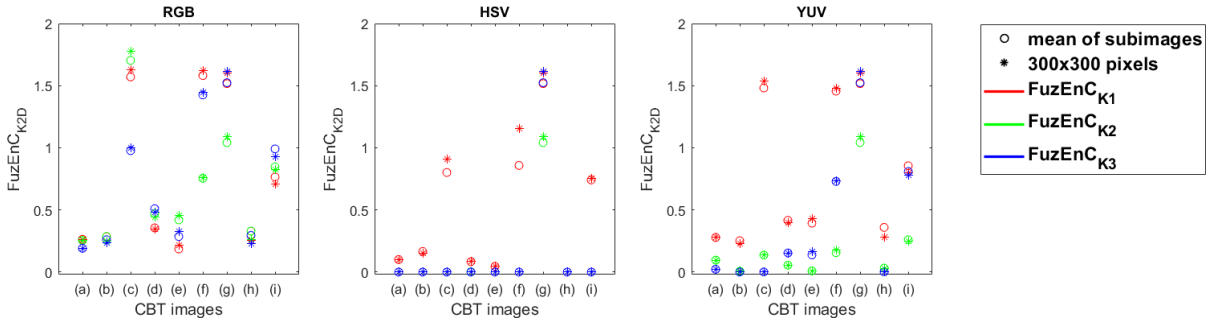 RGB
HSV
YUV
FuzEnC_K2D
2
1.5
1
0.5
0
(a) (b) (c) (d) (e) (f) (g) (h) (i)
CBT images
FuzEnC_K2D
2
1.5
1
0.5
0
(a) (b) (c) (d) (e) (f) (g) (h) (i)
CBT images
FuzEnC_K2D
2
1.5
1
0.5
0
(a) (b) (c) (d) (e) (f) (g) (h) (i)
CBT images
mean of subimages
300x300 pixels
FuzEnC_K1
FuzEnC_K2
FuzEnC_K3